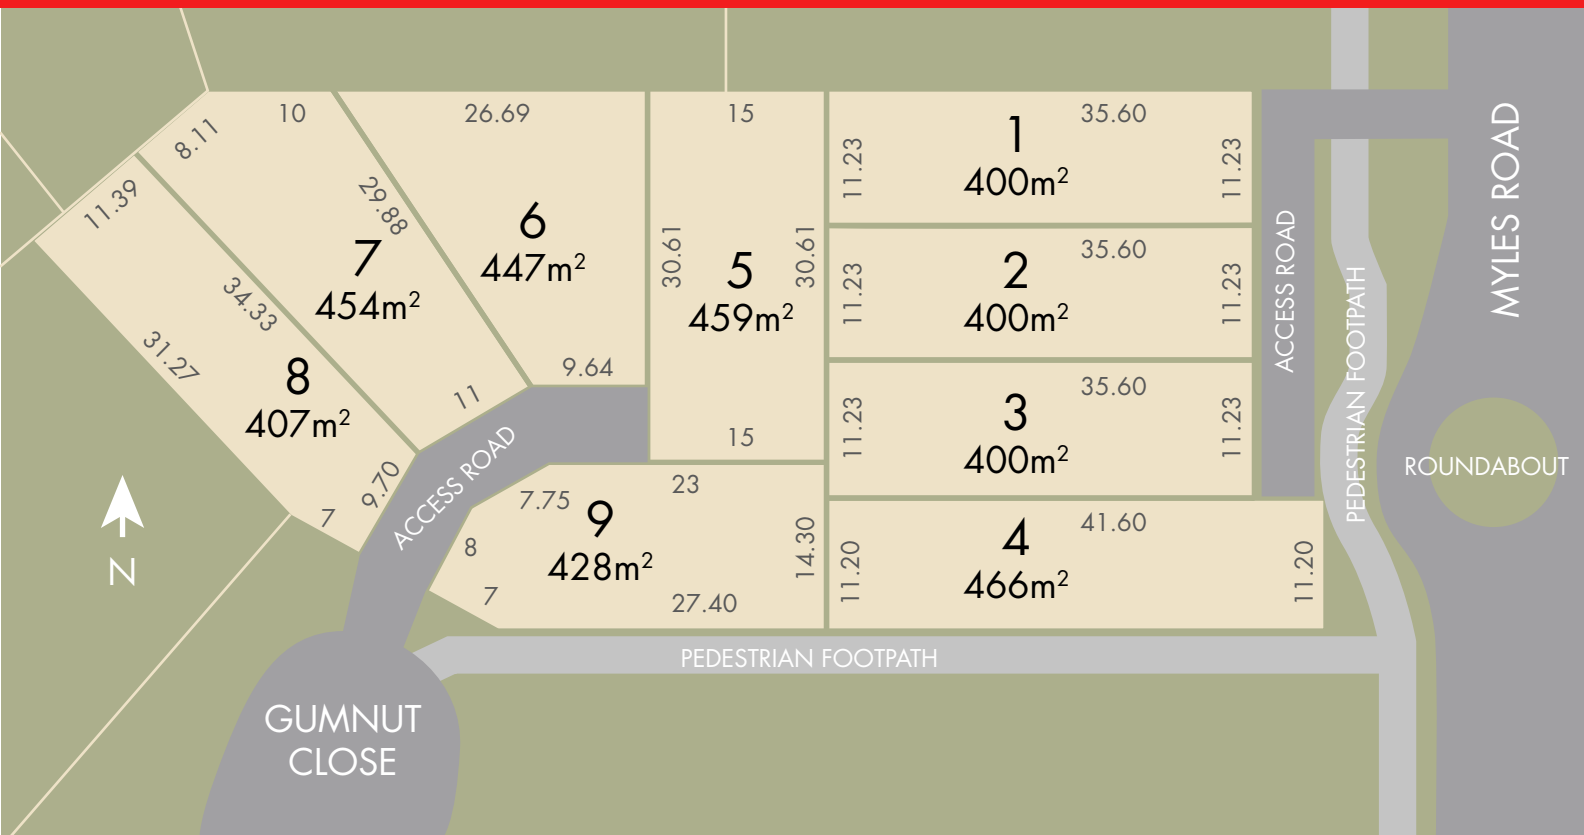 10
26.69
15
35.60
8.11
1
400m²
11.23
11.23
11.39
29.88
6
447m²
7
454m²
30.61
5
459m²
30.61
35.60
2
400m²
11.23
11.23
34.33
31.27
8
407m²
9.64
11
15
35.60
3
400m²
11.23
11.23
9.70
7
ACCESS ROAD
7.75
23
9
428m²
8
7
14.30
27.40
41.60
4
466m²
11.20
11.20
ACCESS ROAD
PEDESTRIAN FOOTPATH
MYLES ROAD
ROUNDABOUT
N
PEDESTRIAN FOOTPATH
GUMNUT
CLOSE